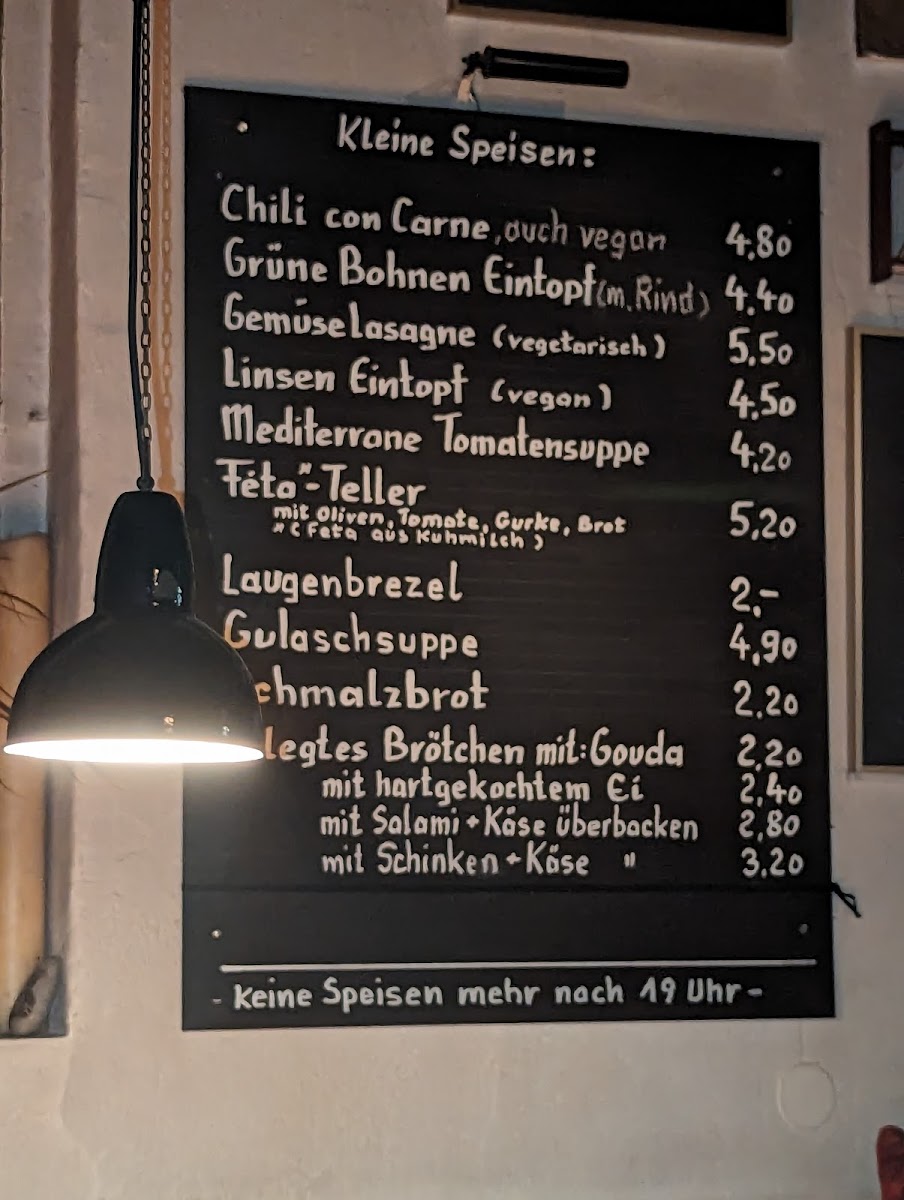 Kleine Speisen:
Chili con Carne, auch vegan 4,80
Grüne Bohnen Eintopf (m. Rind) 4,40
Gemüselasagne (vegetarisch) 5,50
Linsen Eintopf (vegan) 4,50
Mediterrane Tomatensuppe 4,20
Feta"-Teller 5,20
mit Oliven, Tomate, Gurke, Brot
"( Feta aus Kuhmilch )
Laugenbrezel 2,-
Gulaschsuppe 4,90
chmalzbrot 2,20
legtes Brötchen mit: Gouda 2,20
mit hartgekochtem Ei 2,40
mit Salami + Käse überbacken 2,80
mit Schinken + Käse " 3,20
- keine Speisen mehr nach 19 Uhr -